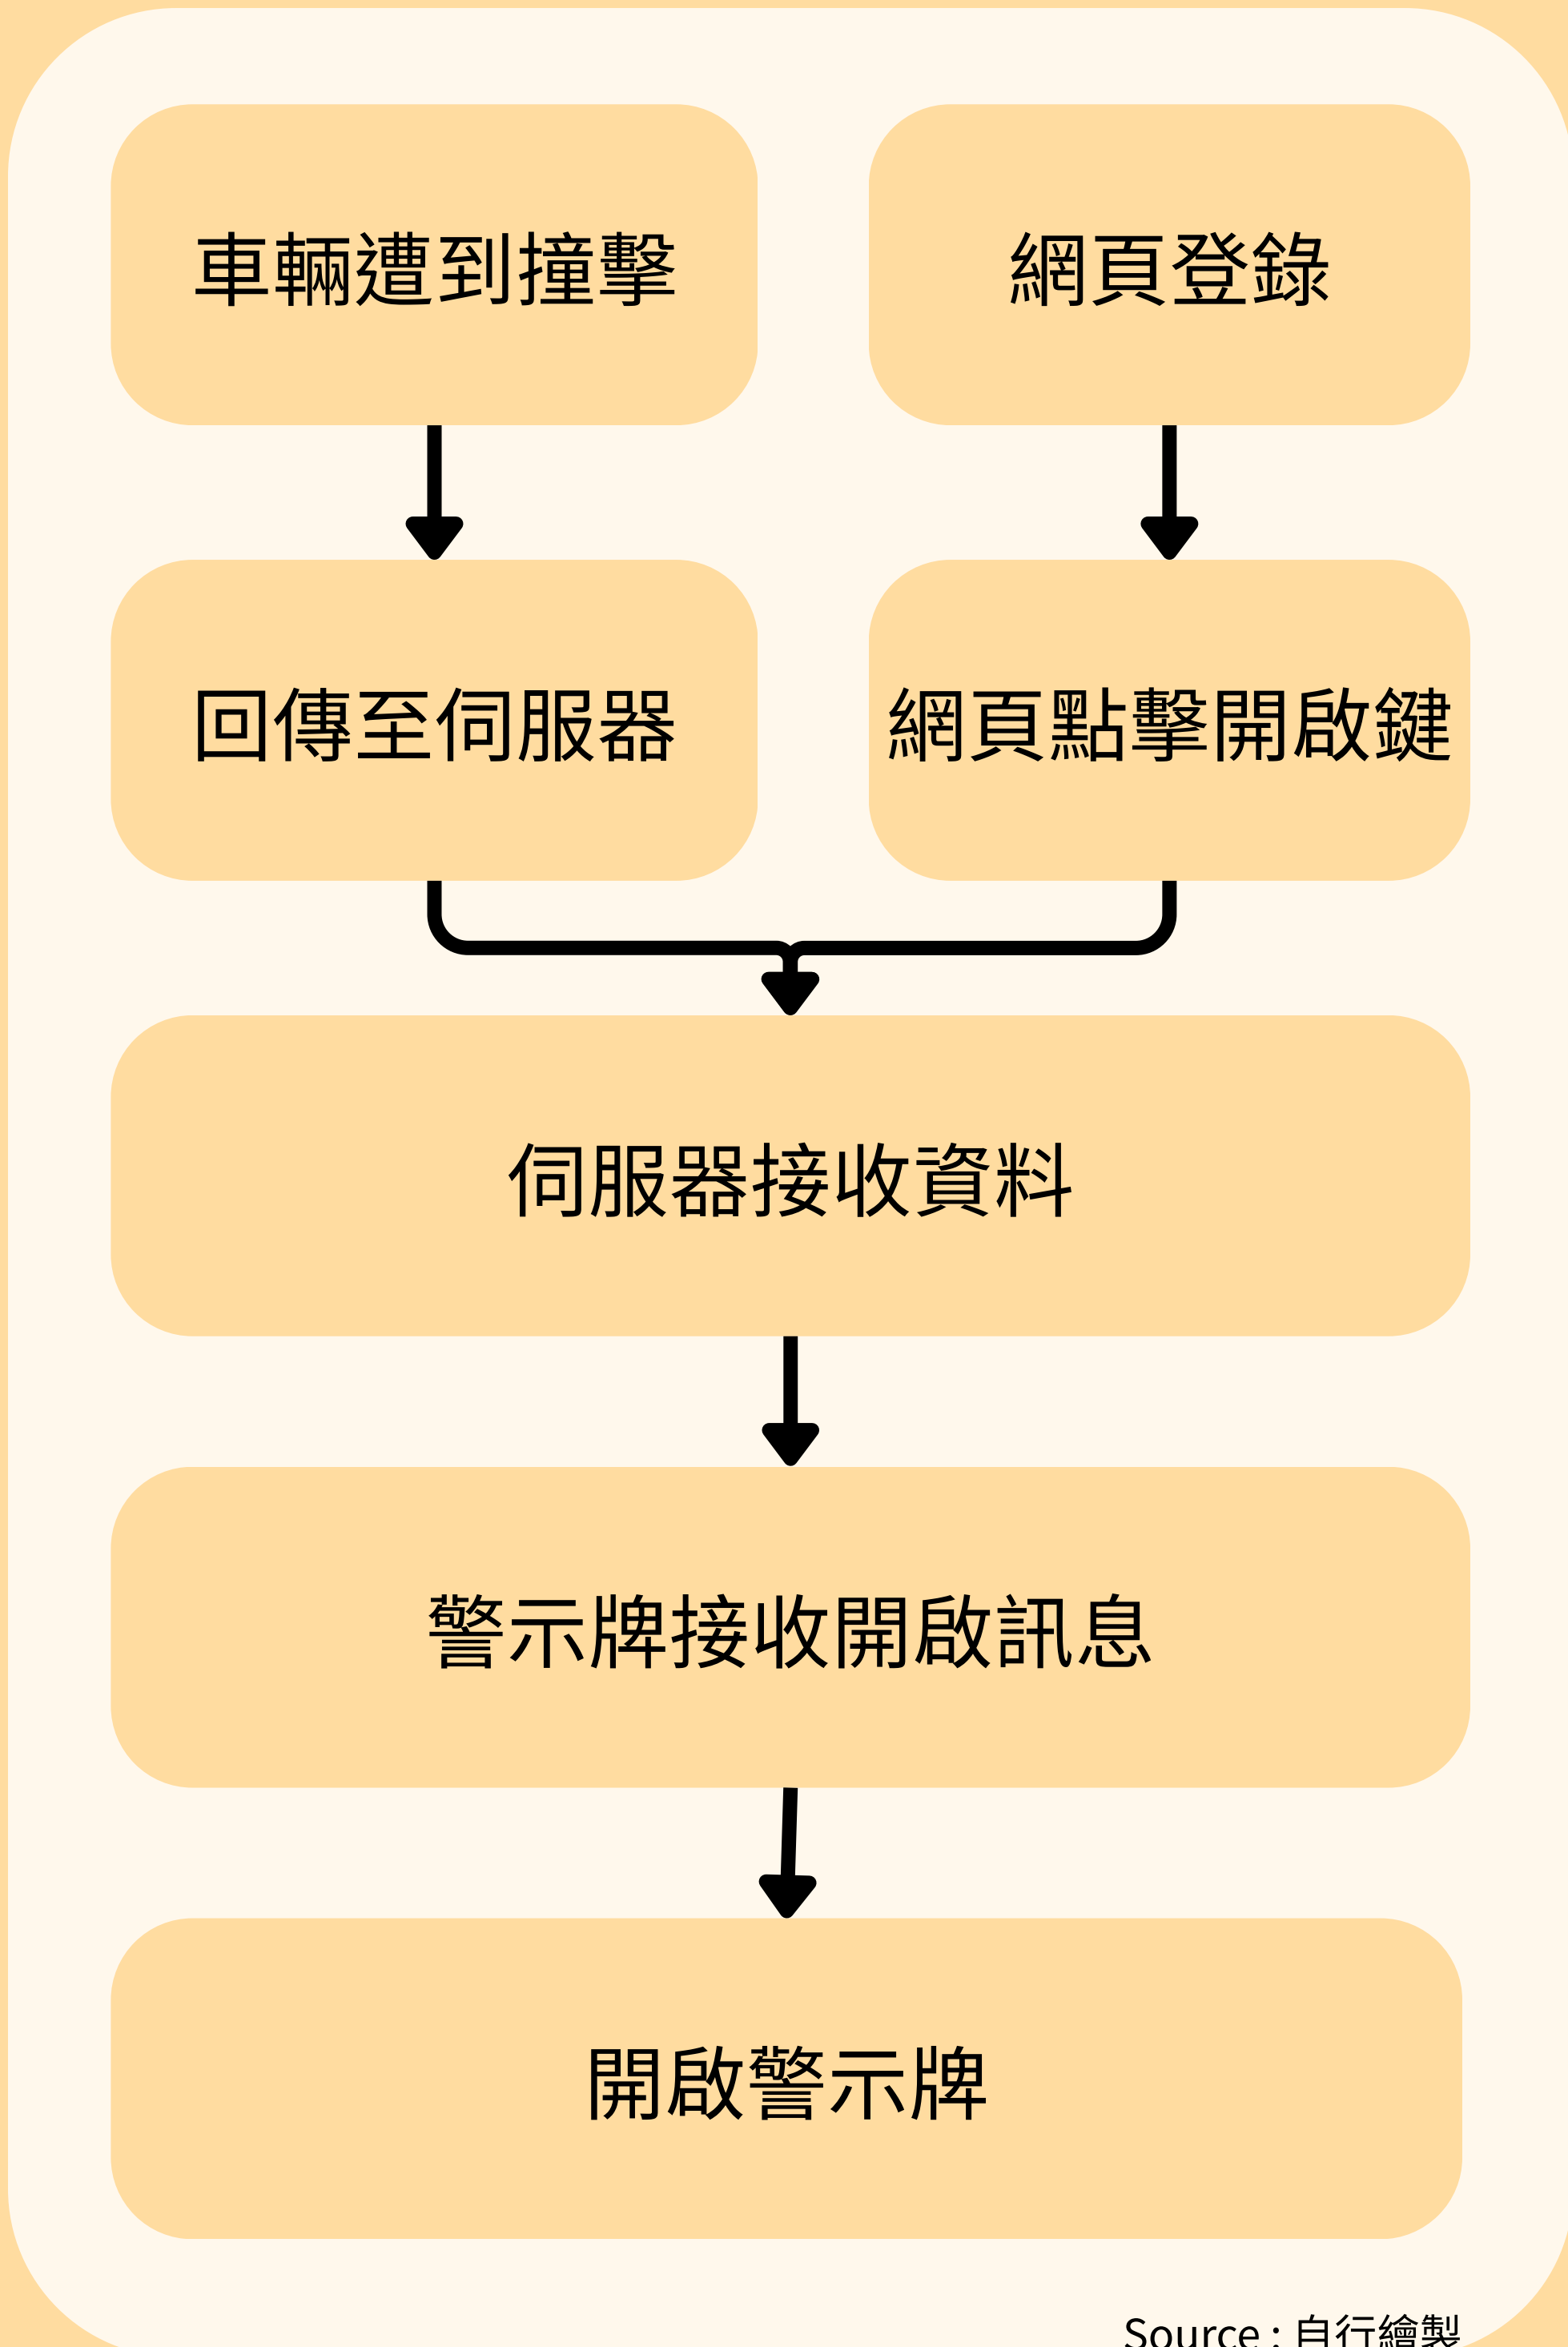 車輛遭到撞擊
網頁登錄
回傳至伺服器
網頁點擊開啟鍵
伺服器接收資料
警示牌接收開啟訊息
開啟警示牌
Source : 自行繪製